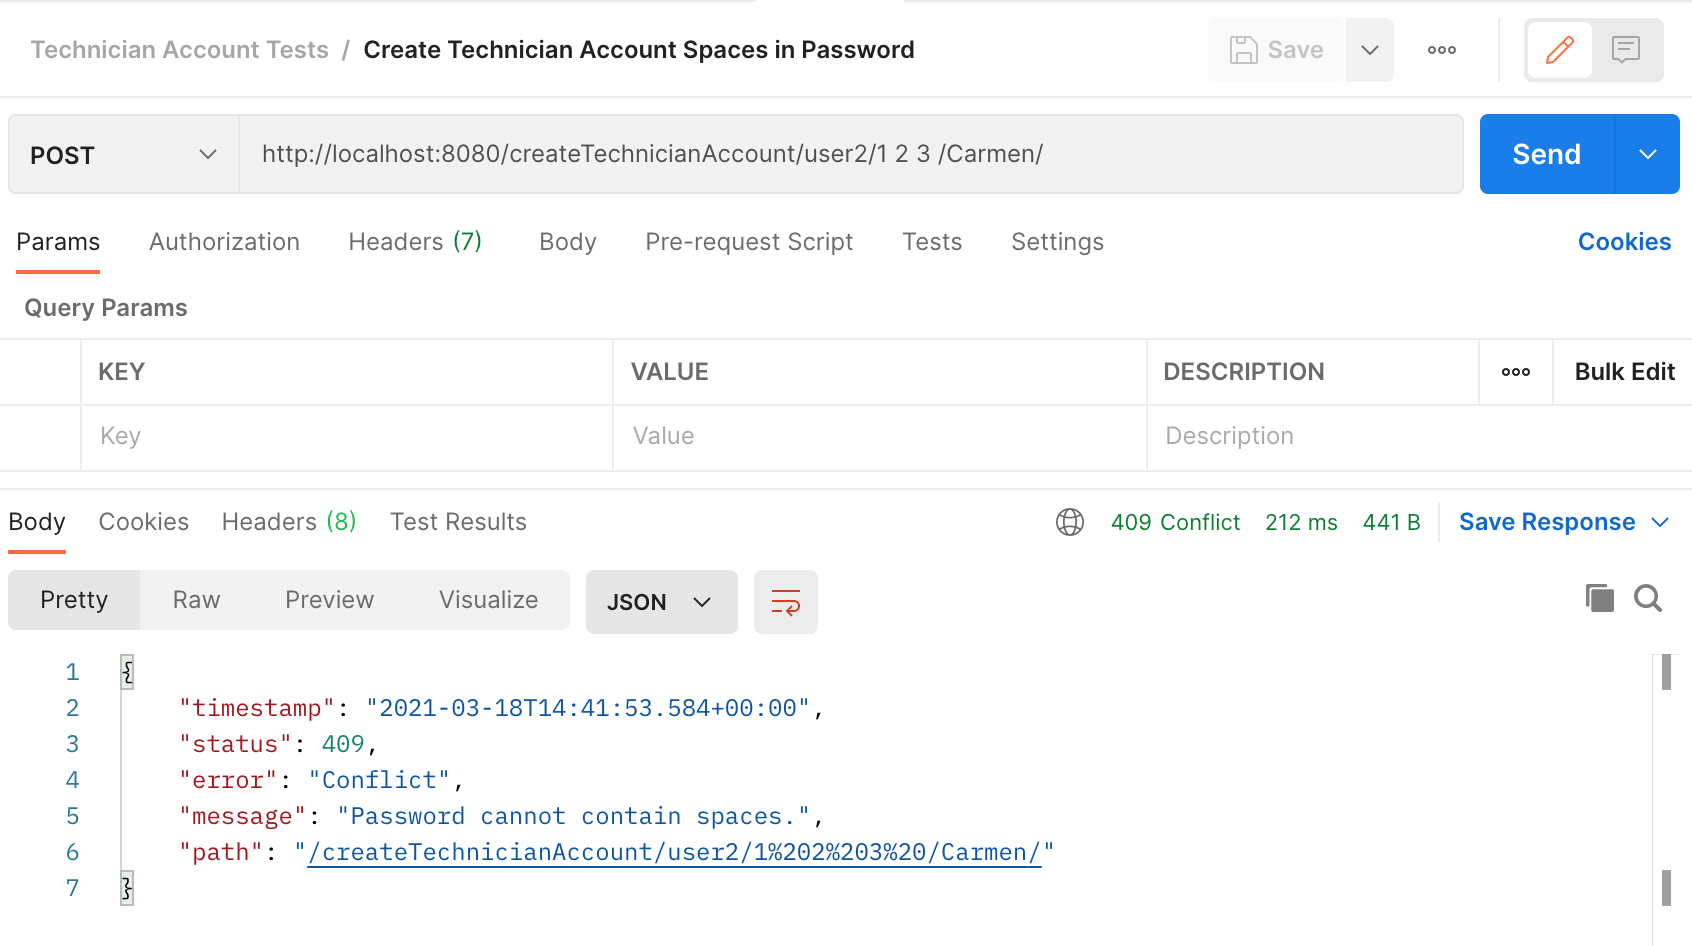 Technician Account Tests / Create Technician Account Spaces in Password
Save
POST
http://localhost:8080/createTechnicianAccount/user2/1 2 3 /Carmen/
Send
Params Authorization Headers (7) Body Pre-request Script Tests Settings Cookies
Query Params
KEY VALUE DESCRIPTION Bulk Edit
Key Value Description
Body Cookies Headers (8) Test Results 409 Conflict 212 ms 441 B Save Response
Pretty Raw Preview Visualize JSON
1 {
2 "timestamp": "2021-03-18T14:41:53.584+00:00",
3 "status": 409,
4 "error": "Conflict",
5 "message": "Password cannot contain spaces.",
6 "path": "/createTechnicianAccount/user2/1%202%203%20/Carmen/"
7 }